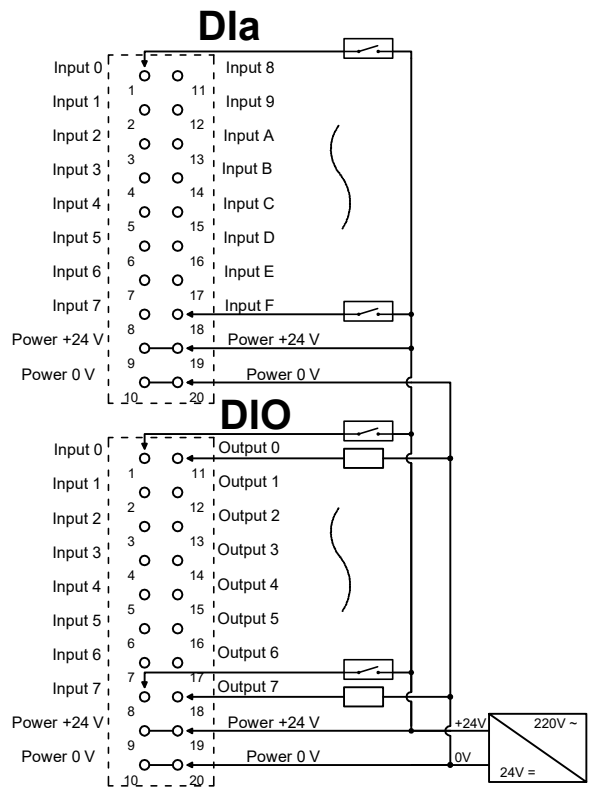 DIa
Input 0 Input 8
1 11
Input 1 Input 9
2 12
Input 2 Input A
3 13
Input 3 Input B
4 14
Input 4 Input C
5 15
Input 5 Input D
6 16
Input 6 Input E
7 17
Input 7 Input F
8 18
Power +24 V Power +24 V
9 19
Power 0 V Power 0 V
10 20
DIO
Input 0 Output 0
1 11
Input 1 Output 1
2 12
Input 2 Output 2
3 13
Input 3 Output 3
4 14
Input 4 Output 4
5 15
Input 5 Output 5
6 16
Input 6 Output 6
7 17
Input 7 Output 7
8 18
Power +24 V Power +24 V +24V 220V ~
9 19
Power 0 V Power 0 V 0V
10 20 24V =